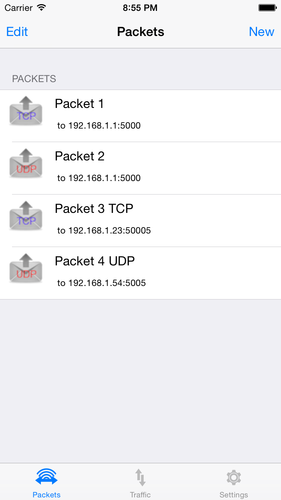 Carrier 8:55 PM
Edit Packets New
PACKETS
TCP Packet 1
to 192.168.1.1:5000
UDP Packet 2
to 192.168.1.1:5000
TCP Packet 3 TCP
to 192.168.1.23:50005
UDP Packet 4 UDP
to 192.168.1.54:5005
Packets Traffic Settings